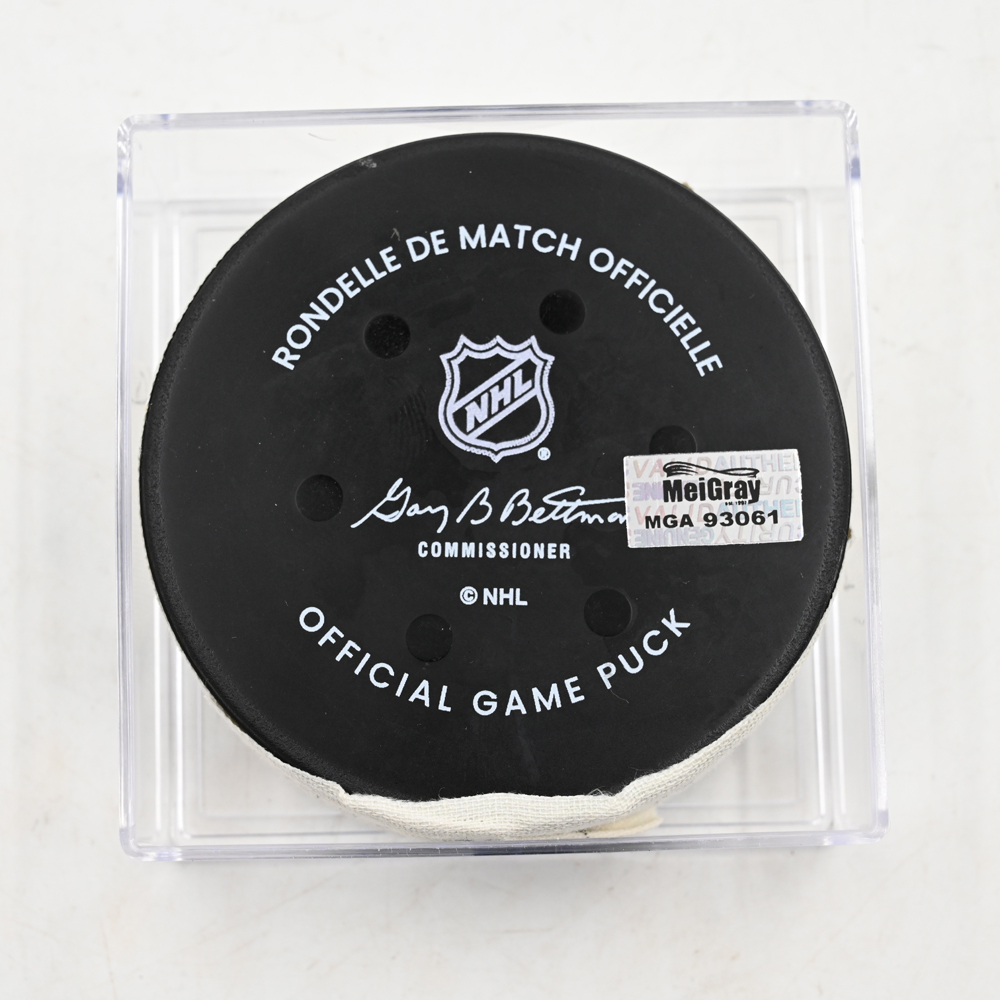 RONDELLE DE MATCH OFFICIELLE
NHL
®
Gary B Bettman
MeiGray
MGA 93061
COMMISSIONER
© NHL
OFFICIAL GAME PUCK